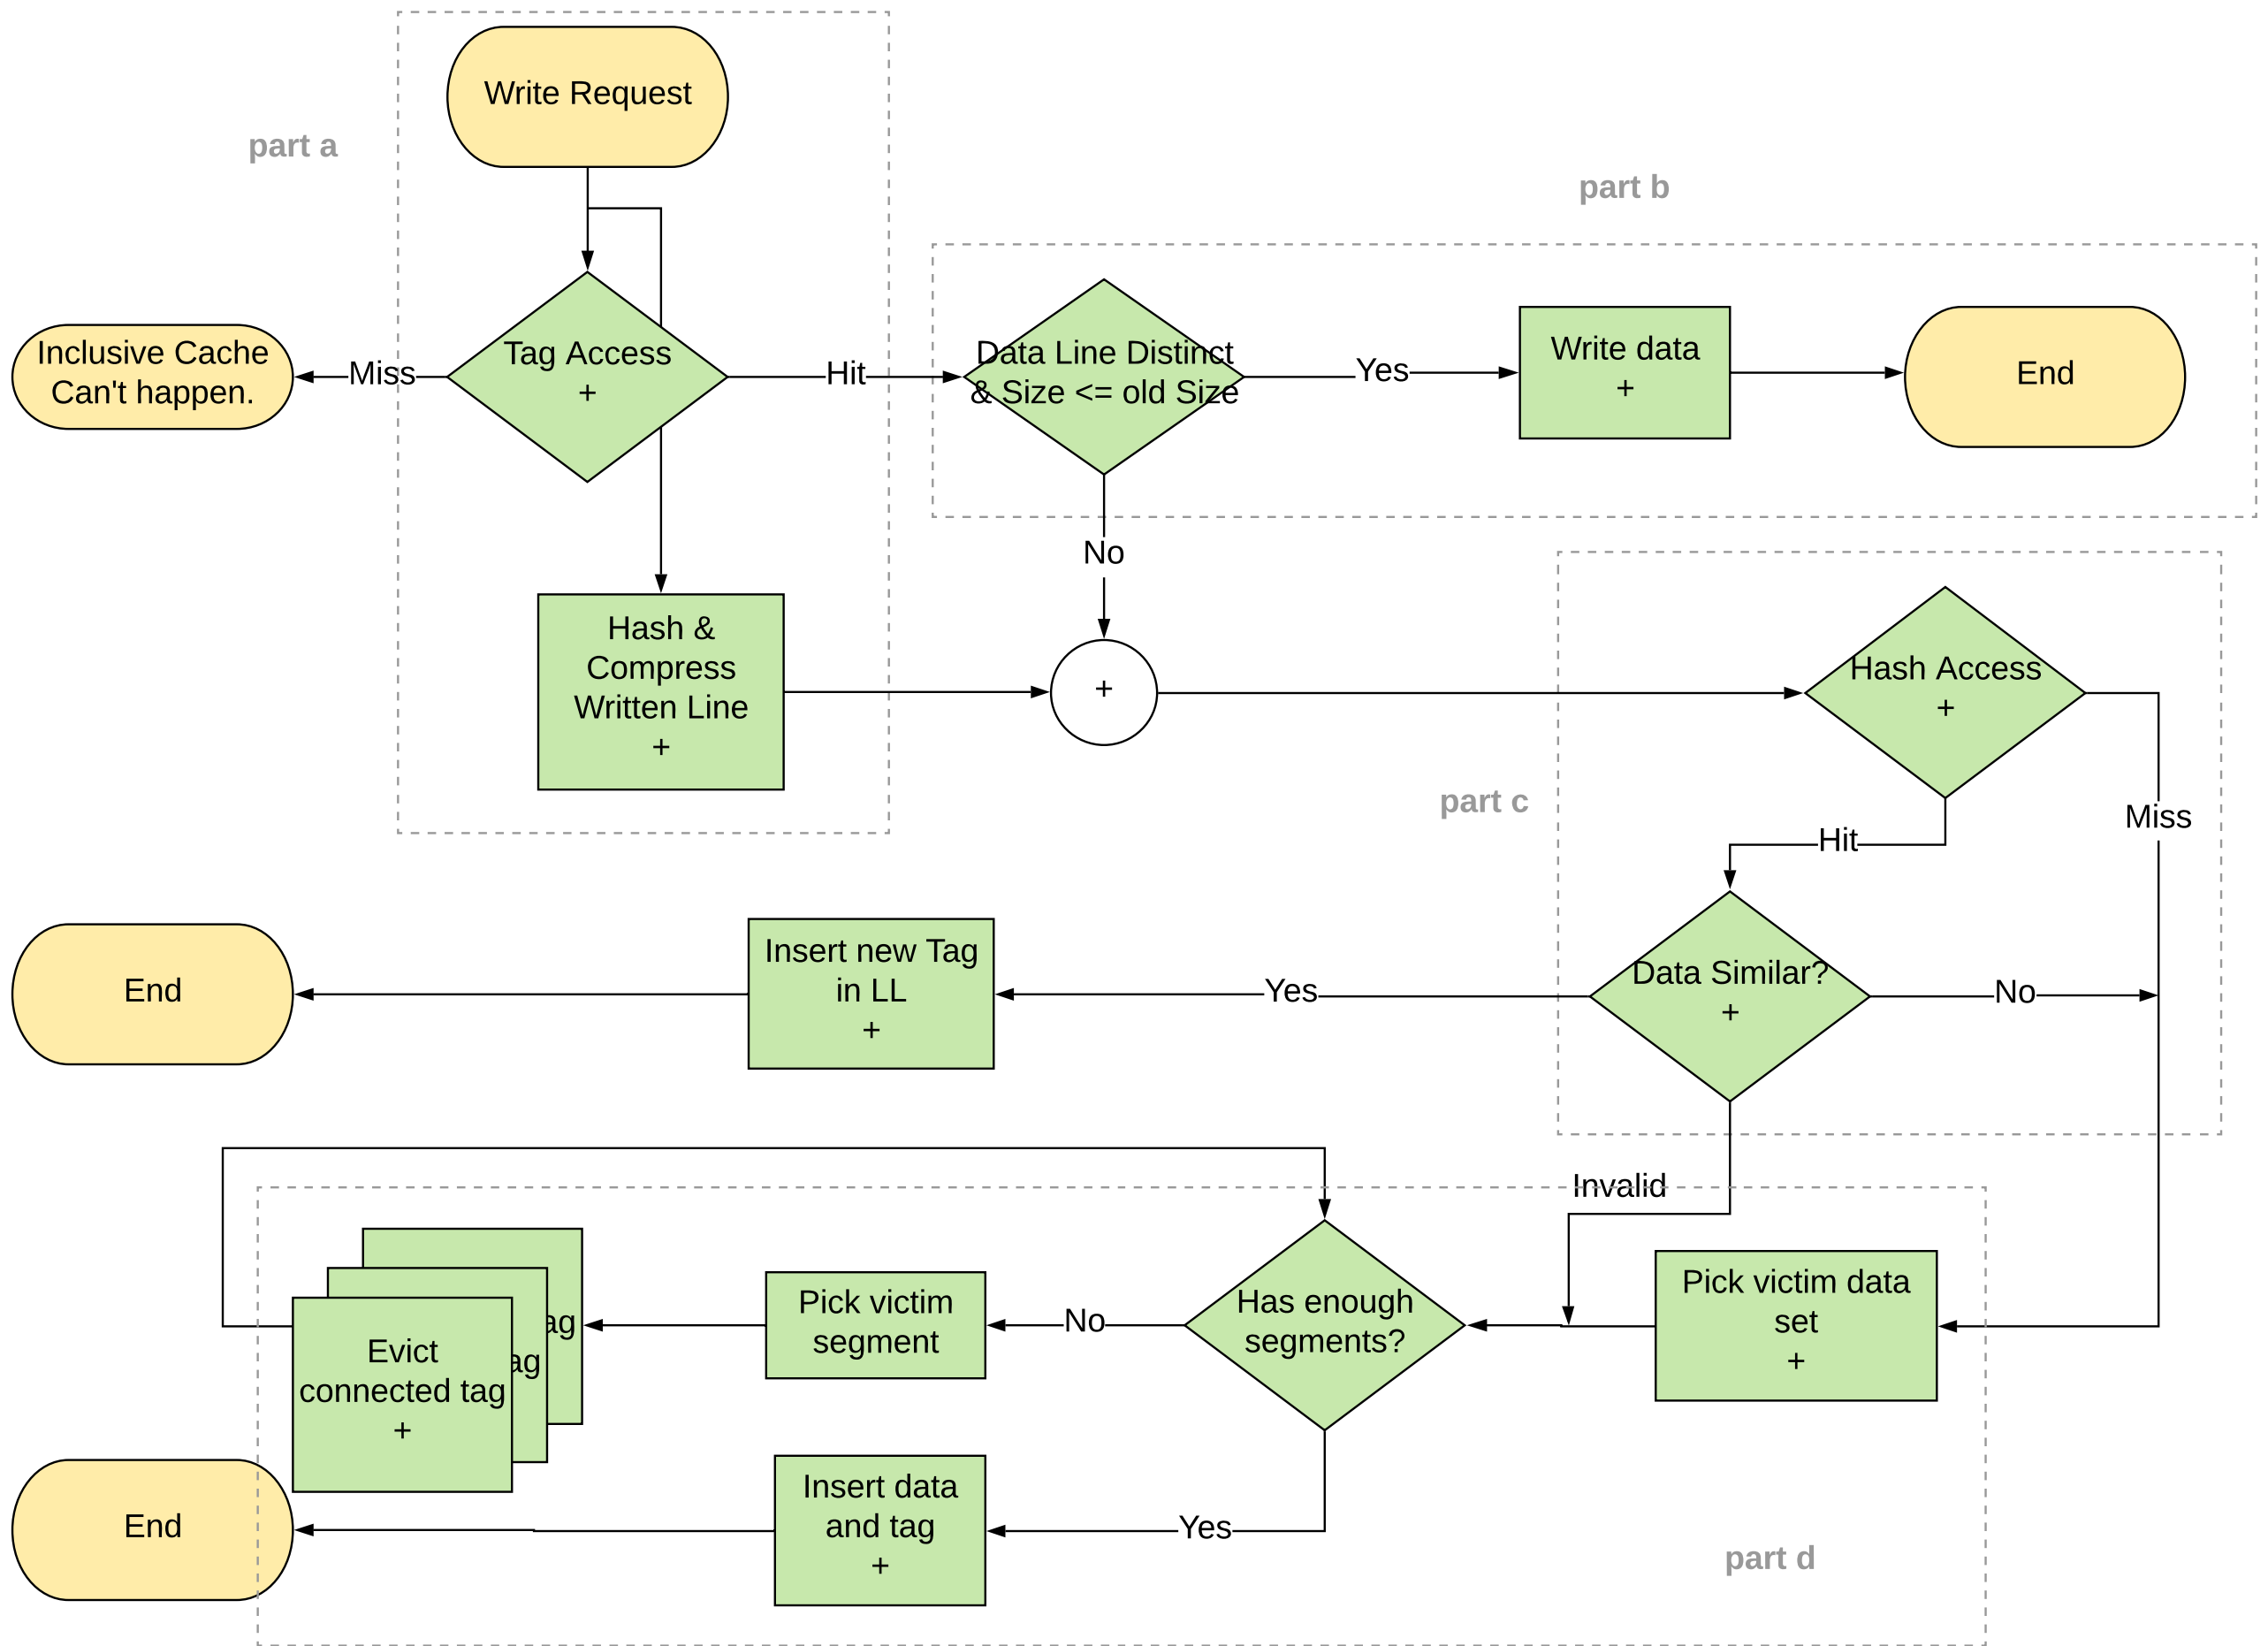 Write Request
part a
part b
Inclusive Cache
Can't happen.
Miss
Tag Access
+
Hit
Data Line Distinct
& Size <= old Size
Yes
Write data
+
End
No
Hash &
Compress
Written Line
+
+
Hash Access
+
part c
Miss
Hit
End
Insert new Tag
in LL
+
Yes
Data Similar?
+
No
Invalid
Evict
connected tag
+
ag
ag
Pick victim
segment
No
Has enough
segments?
Pick victim data
set
+
End
Insert data
and tag
+
Yes
part d